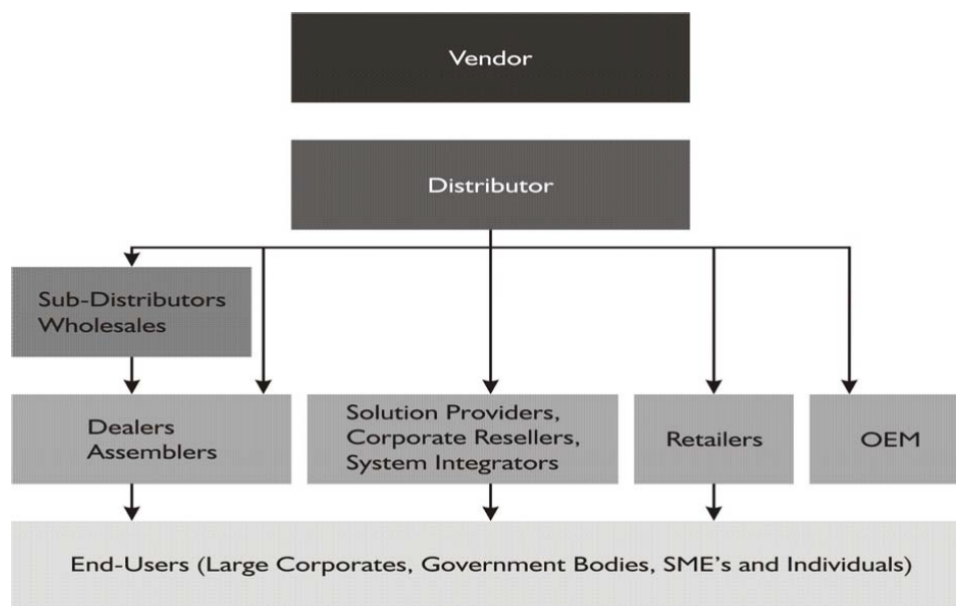 Vendor
Distributor
Sub-Distributors
Wholesales
Dealers
Assemblers
Solution Providers,
Corporate Resellers,
System Integrators
Retailers
OEM
End-Users (Large Corporates, Government Bodies, SME's and Individuals)